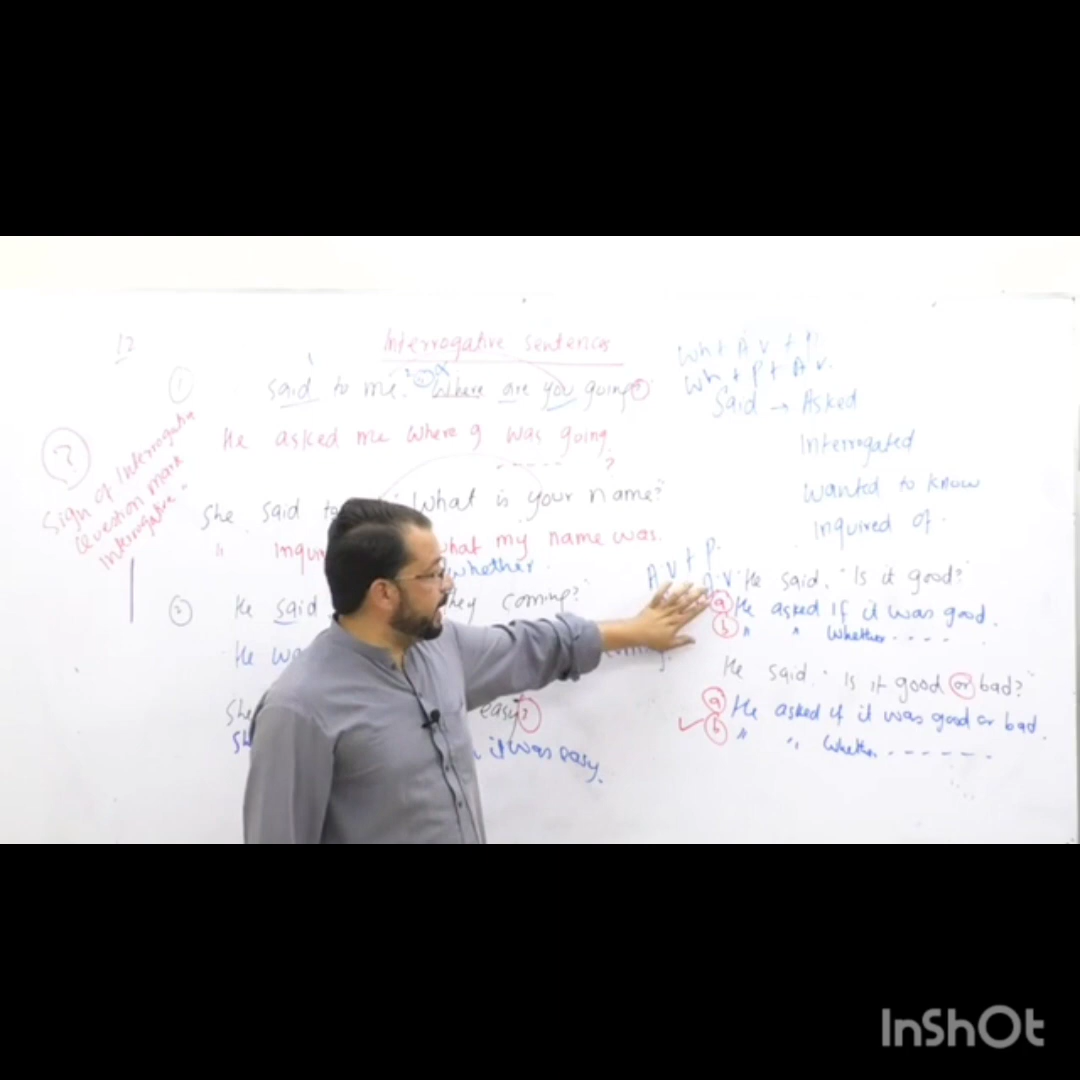 12
Interrogative sentences
①
said to me. "Where are you going?"
He asked me where I was going.
?
Sign of Interrogative
Question mark
Interrogative"
She said to "What is your name?"
" what my name was.
whether.
②
He said they coming?"
He
She easy?
it was easy.
Wh + A V + P.
Wh + P + A V.
Said → Asked
Interrogated
Wanted to know
Inquired of.
A V + P.
He said, "Is it good?"
ⓐ He asked if it was good.
ⓑ " " Whether - - - -
He said, "Is it good or bad?"
ⓐ He asked if it was good or bad.
✓ ⓑ " " Whether - - - - - -
InShOt